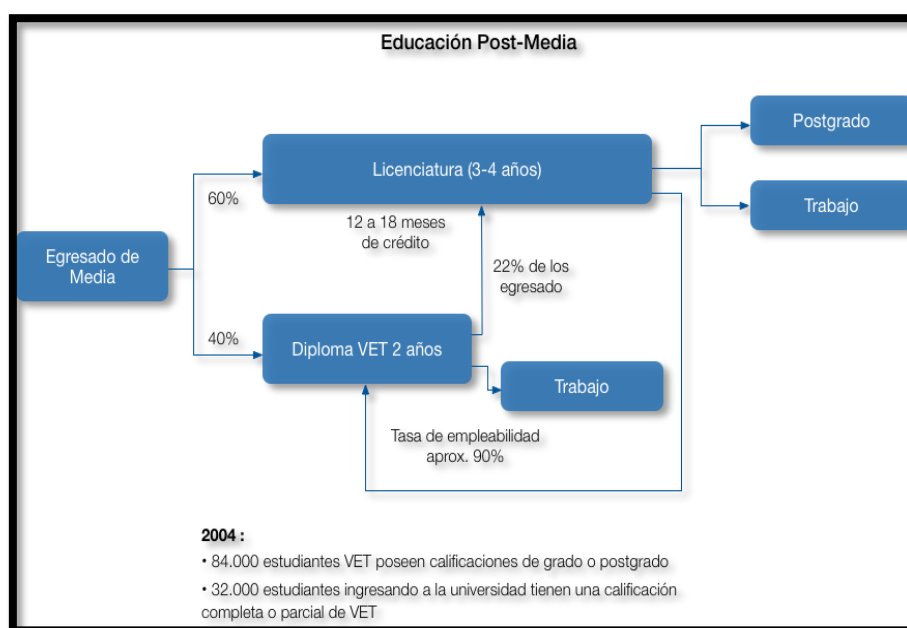 Educación Post-Media
Postgrado
Licenciatura (3-4 años)
60%
Trabajo
12 a 18 meses
de crédito
Egresado de
Media
22% de los
egresado
40%
Diploma VET 2 años
Trabajo
Tasa de empleabilidad
aprox. 90%
2004 :
• 84.000 estudiantes VET poseen calificaciones de grado o postgrado
• 32.000 estudiantes ingresando a la universidad tienen una calificación
completa o parcial de VET